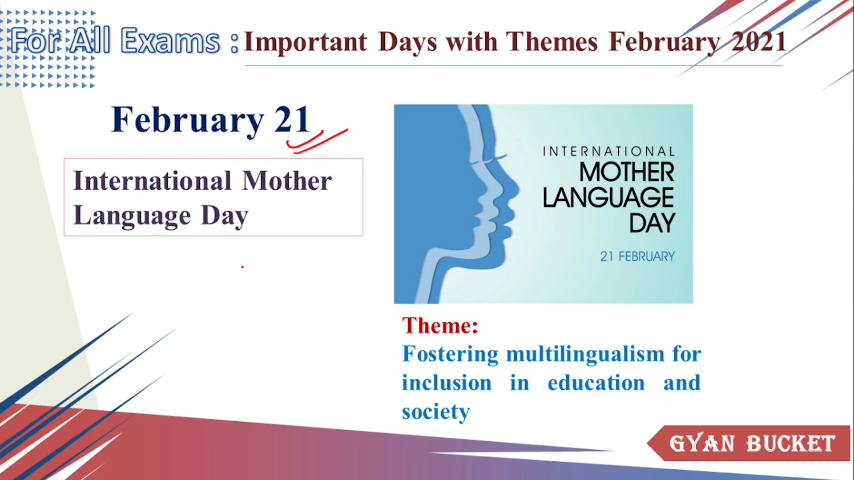 For All Exams :
Important Days with Themes February 2021
February 21
International Mother
Language Day
INTERNATIONAL
MOTHER
LANGUAGE
DAY
21 FEBRUARY
Theme:
Fostering multilingualism for
inclusion in education and
society
GYAN BUCKET